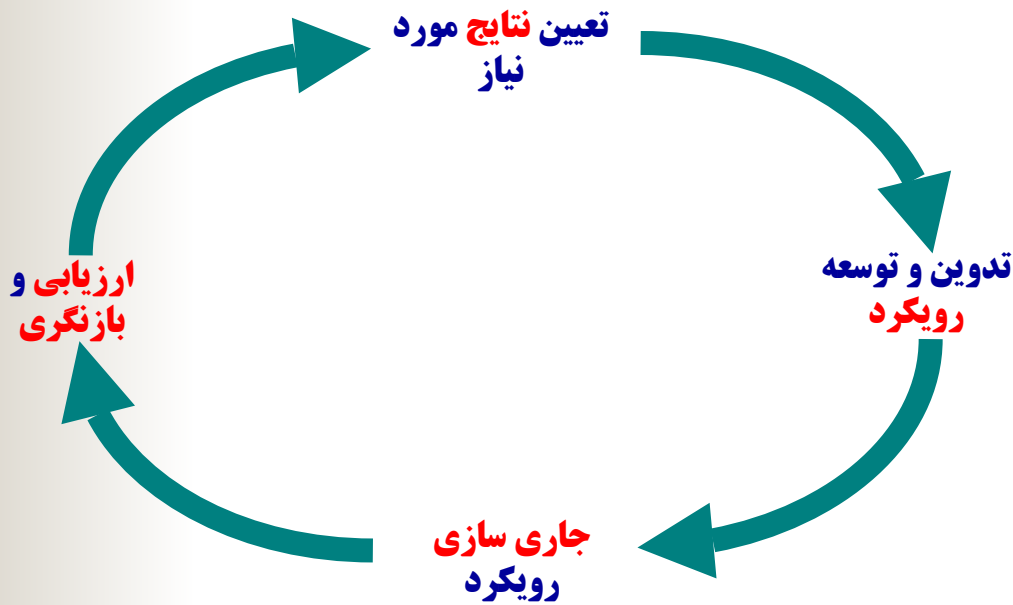 تعیین نتایج مورد
نیاز
تدوین و توسعه
رویکرد
جاری سازی
رویکرد
ارزیابی و
بازنگری